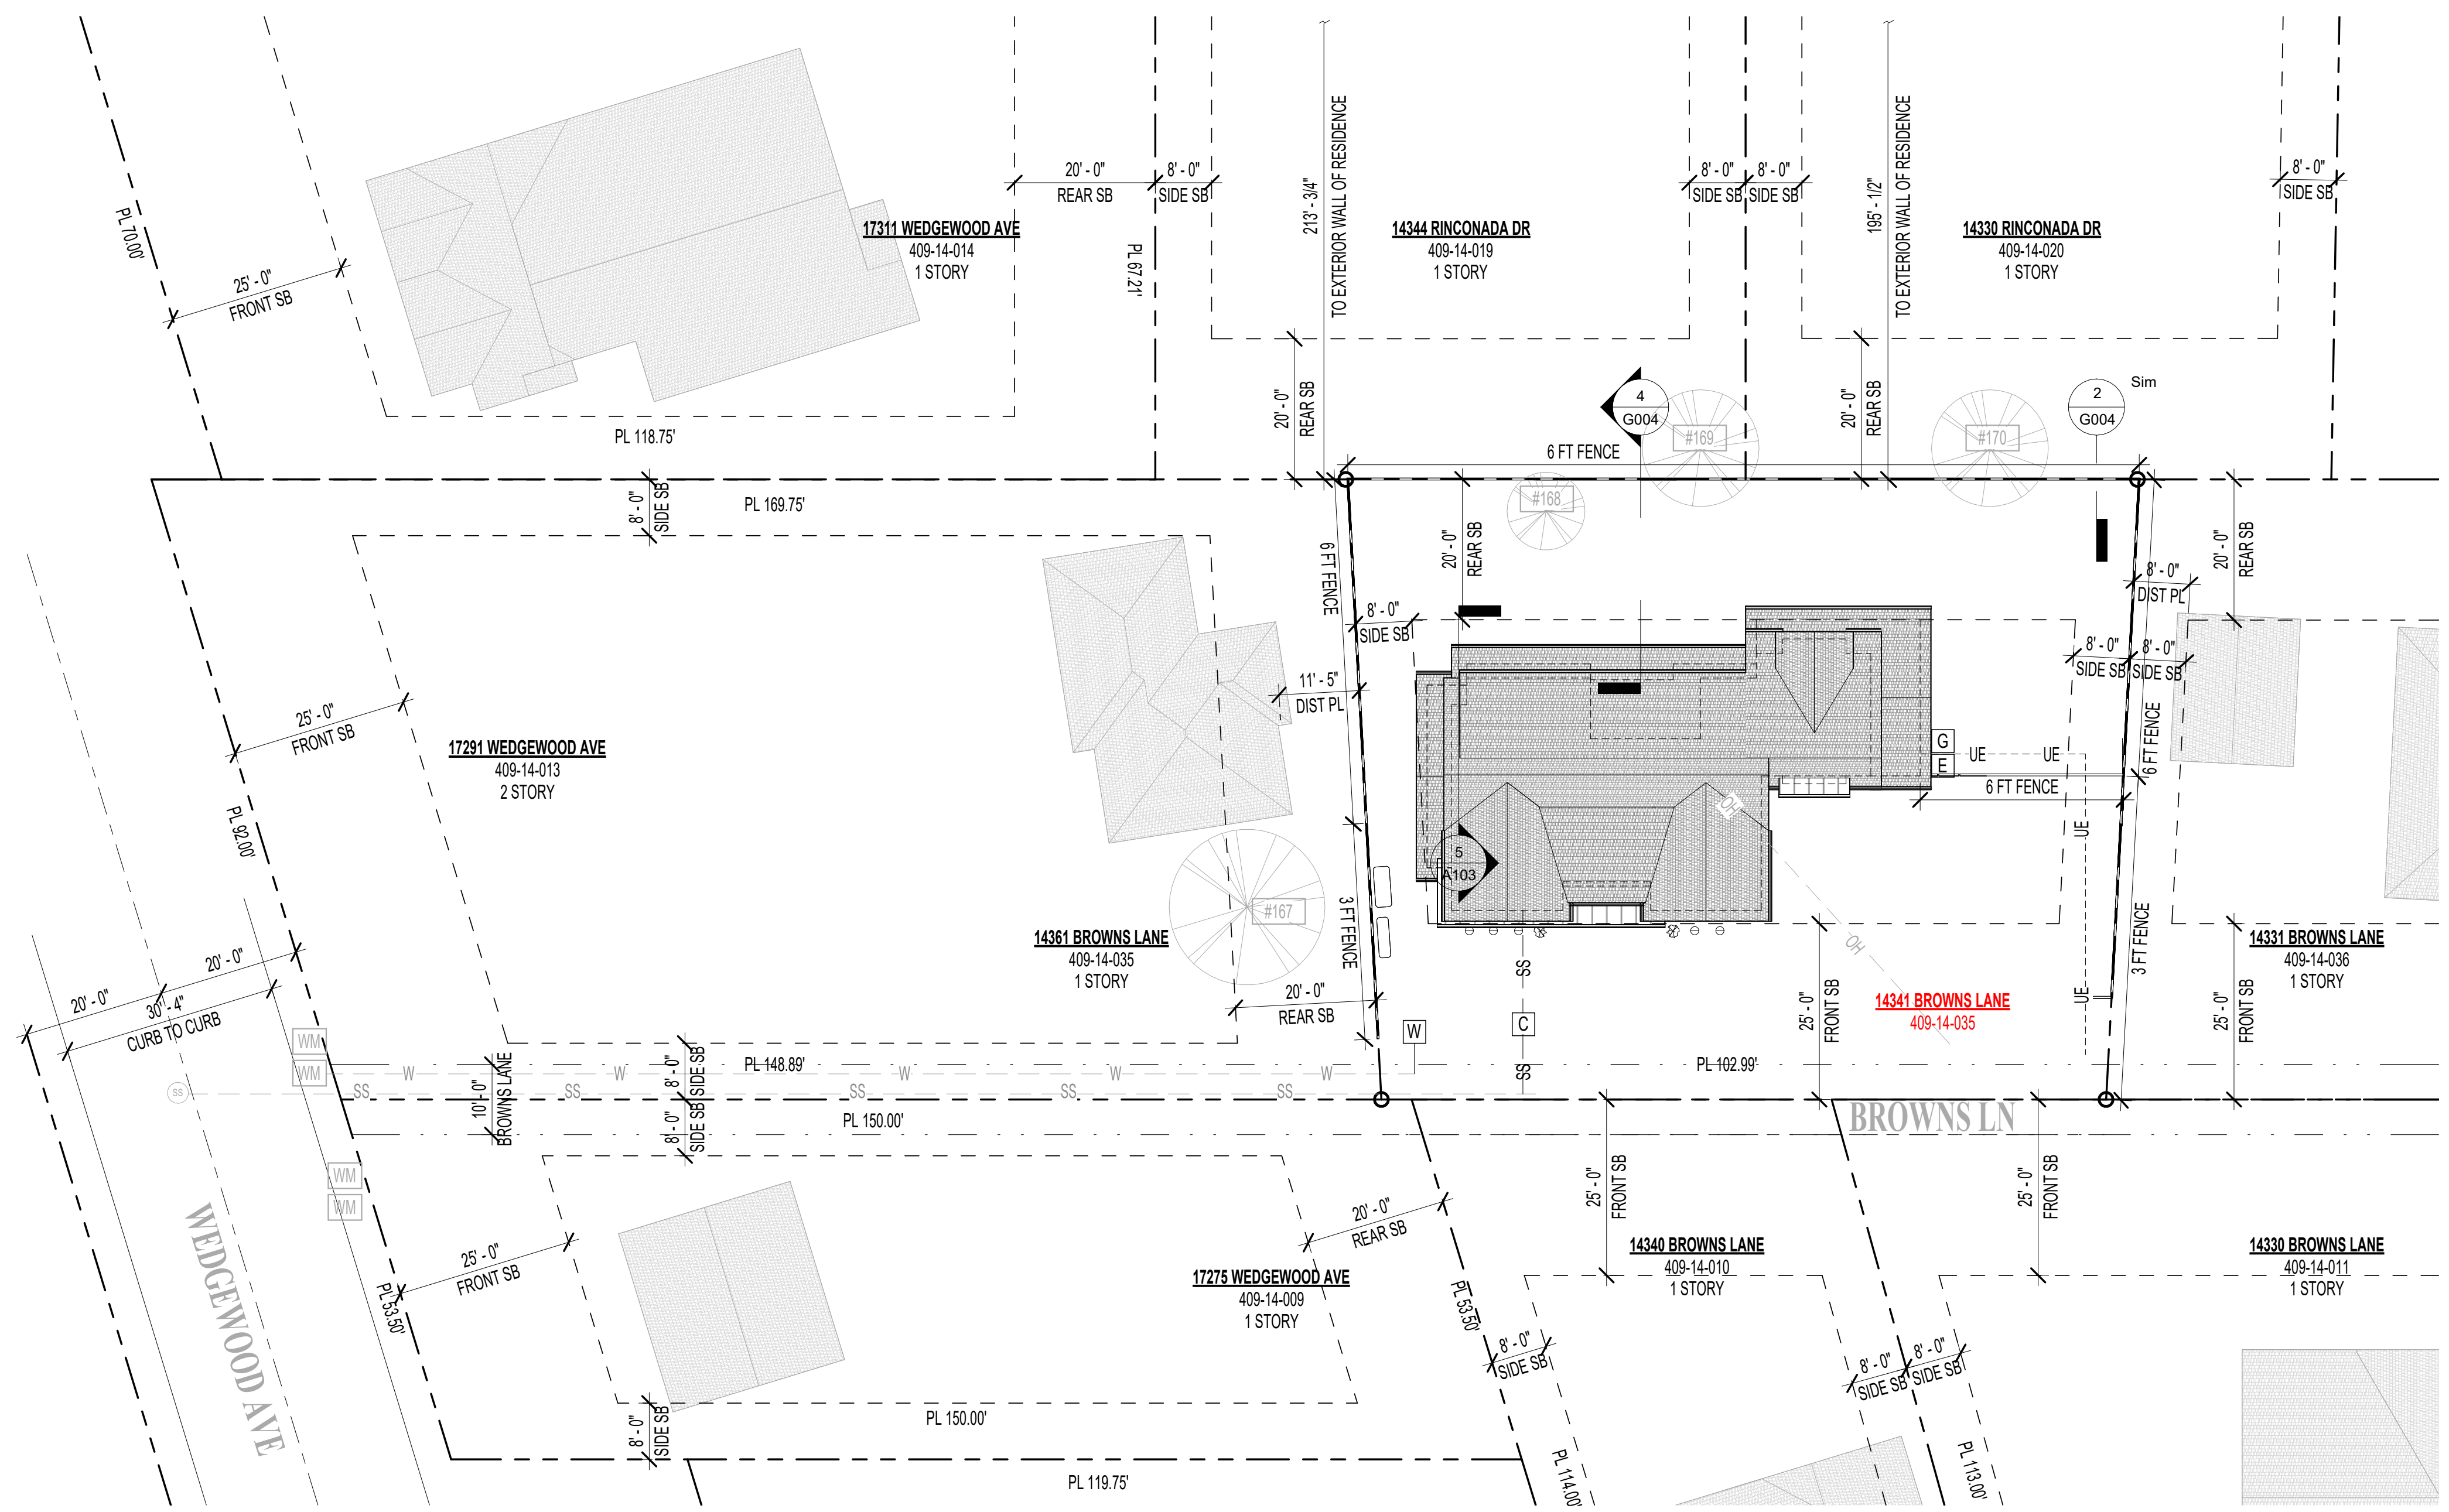 PL 70.00'
25' - 0"
FRONT SB
17311 WEDGEWOOD AVE
409-14-014
1 STORY
20' - 0"
REAR SB
8' - 0"
SIDE SB
PL 67.21'
PL 118.75'
213' - 3/4"
TO EXTERIOR WALL OF RESIDENCE
14344 RINCONADA DR
409-14-019
1 STORY
8' - 0"
SIDE SB
8' - 0"
SIDE SB
195' - 1/2"
TO EXTERIOR WALL OF RESIDENCE
14330 RINCONADA DR
409-14-020
1 STORY
8' - 0"
SIDE SB
20' - 0"
REAR SB
20' - 0"
REAR SB
4
G004
2
G004
Sim
#169
#170
#168
6 FT FENCE
8' - 0"
SIDE SB
PL 169.75'
6 FT FENCE
20' - 0"
REAR SB
8' - 0"
SIDE SB
11' - 5"
DIST PL
20' - 0"
REAR SB
8' - 0"
DIST PL
8' - 0"
SIDE SB
8' - 0"
SIDE SB
25' - 0"
FRONT SB
17291 WEDGEWOOD AVE
409-14-013
2 STORY
PL 92.00'
G
E
UE
UE
6 FT FENCE
6 FT FENCE
UE
OH
5
A103
#167
3 FT FENCE
14361 BROWNS LANE
409-14-035
1 STORY
20' - 0"
REAR SB
SS
OH
3 FT FENCE
14331 BROWNS LANE
409-14-036
1 STORY
25' - 0"
FRONT SB
14341 BROWNS LANE
409-14-035
UE
25' - 0"
FRONT SB
20' - 0"
20' - 0"
30' - 4"
CURB TO CURB
W
C
SS
WM
WM
SS
10' - 0"
BROWNS LANE
8' - 0"
SIDE SB
PL 148.89'
PL 102.99'
W
W
W
W
W
SS
SS
SS
SS
SS
8' - 0"
SIDE SB
PL 150.00'
BROWNS LN
WM
WM
WEDGEWOOD AVE
25' - 0"
FRONT SB
PL 53.50'
17275 WEDGEWOOD AVE
409-14-009
1 STORY
20' - 0"
REAR SB
PL 53.50'
25' - 0"
FRONT SB
14340 BROWNS LANE
409-14-010
1 STORY
25' - 0"
FRONT SB
14330 BROWNS LANE
409-14-011
1 STORY
8' - 0"
SIDE SB
8' - 0"
SIDE SB
8' - 0"
SIDE SB
8' - 0"
SIDE SB
PL 150.00'
PL 119.75'
PL 114.00'
PL 113.00'